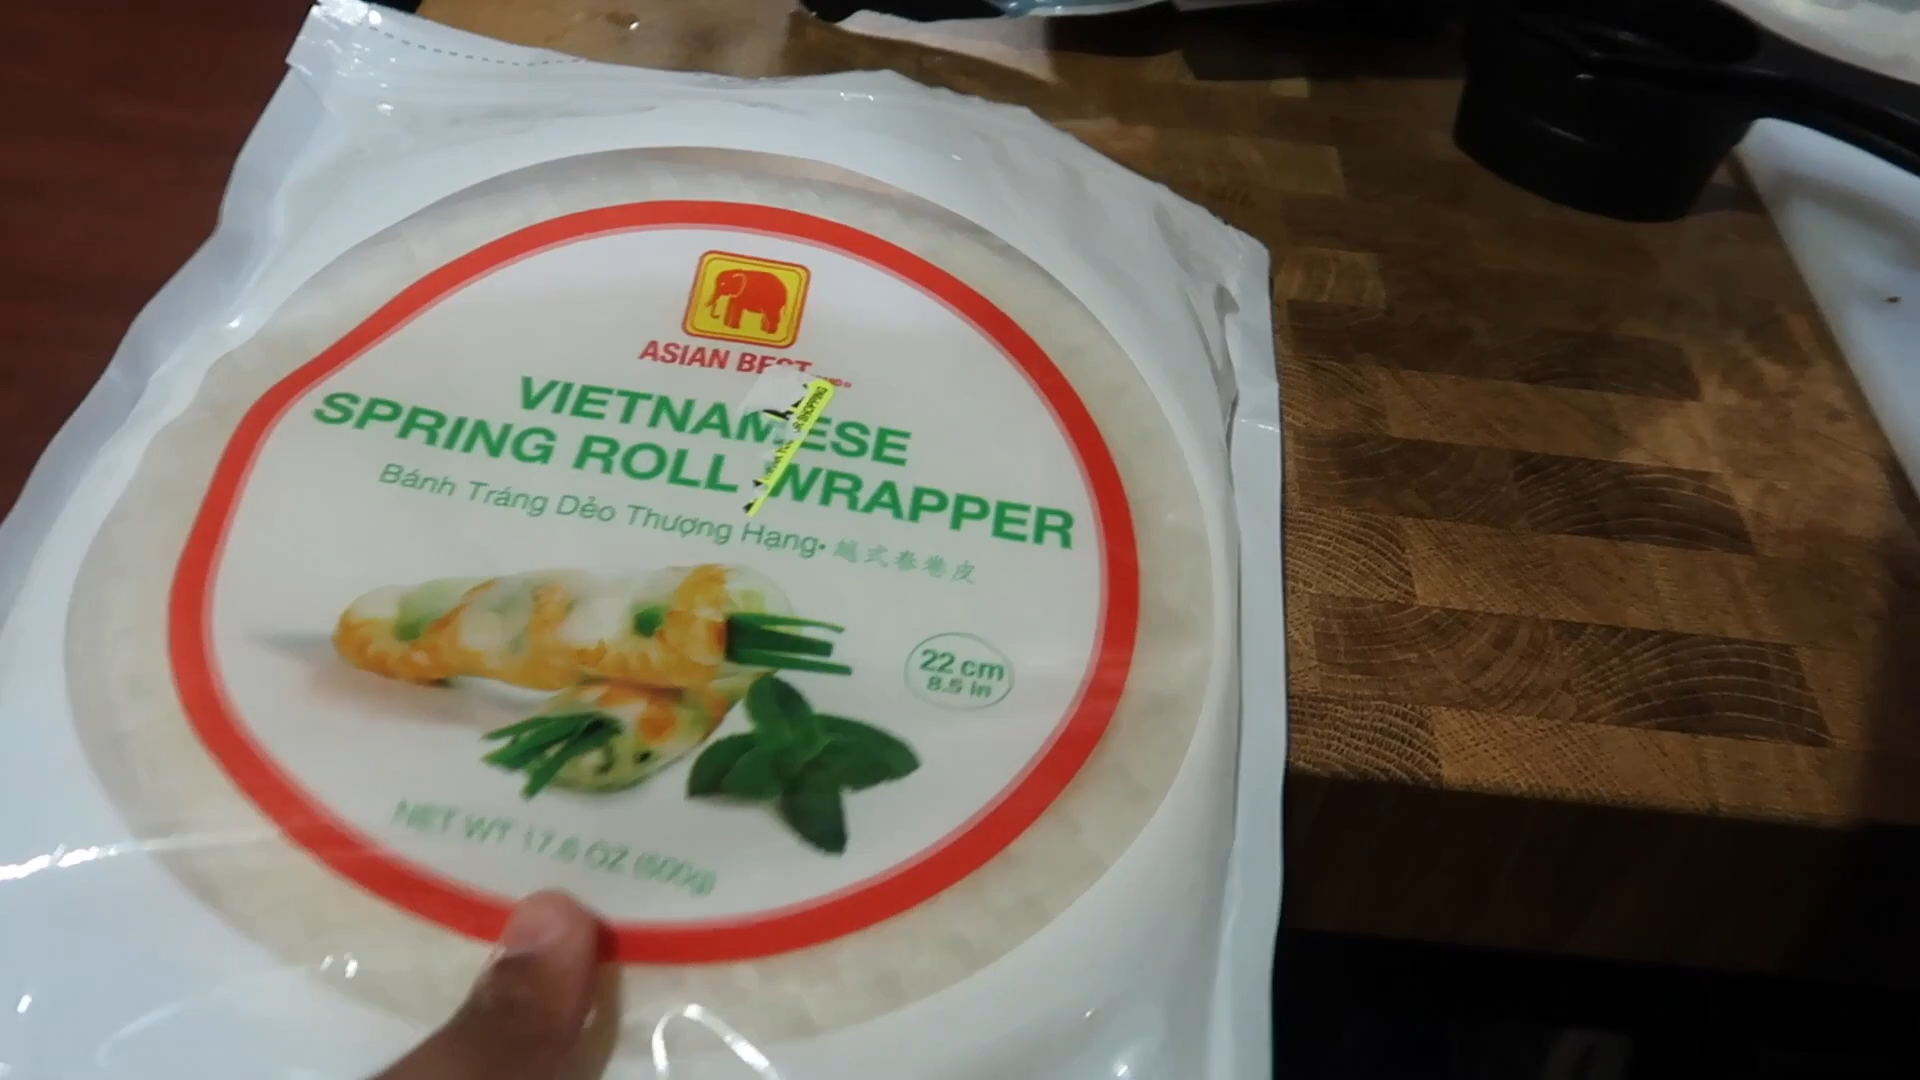 ASIAN BEST
VIETNAMESE
SPRING ROLL WRAPPER
Bánh Tráng Dẻo Thượng Hạng • 越式春卷皮
22 cm
8.5 in
NET WT 17.6 OZ (500g)